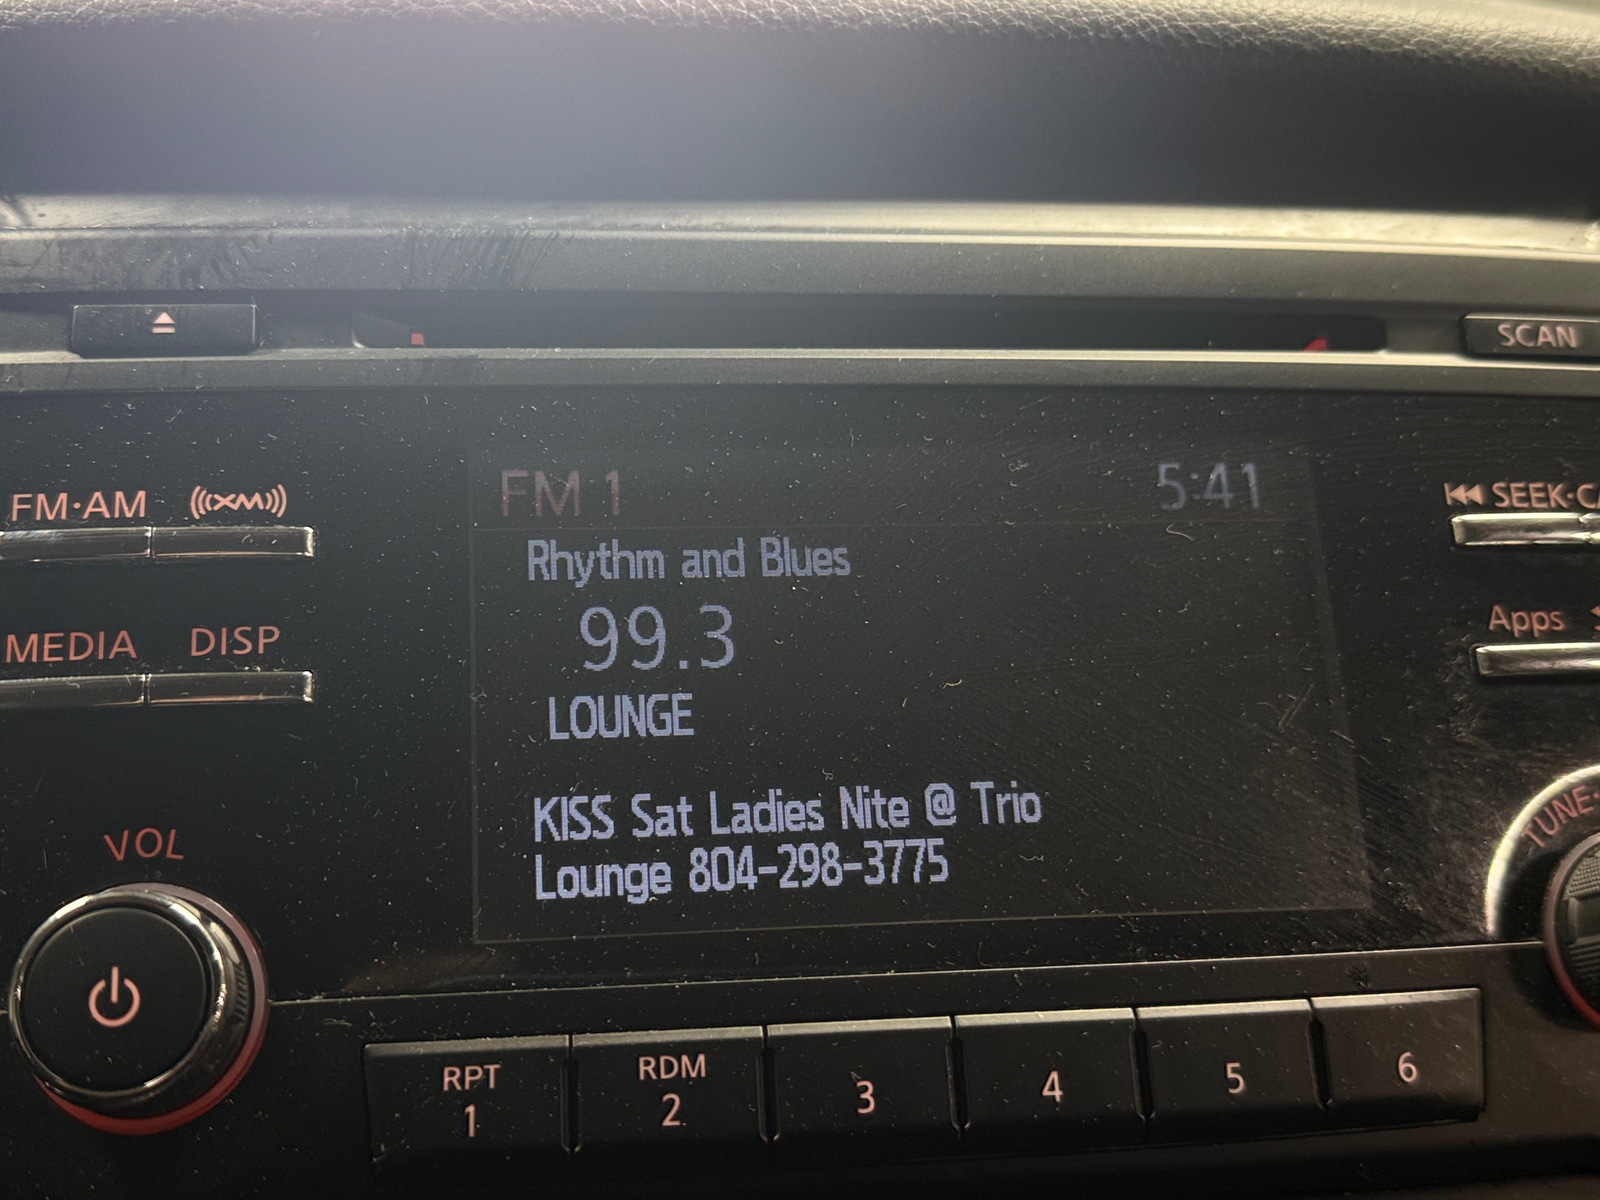 SCAN
FM·AM XM
FM 1 5:41
SEEK·
Rhythm and Blues
99.3
MEDIA DISP
LOUNGE
Apps
KISS Sat Ladies Nite @ Trio
Lounge 804-298-3775
VOL
TUNE·
RPT 1
RDM 2
3
4
5
6